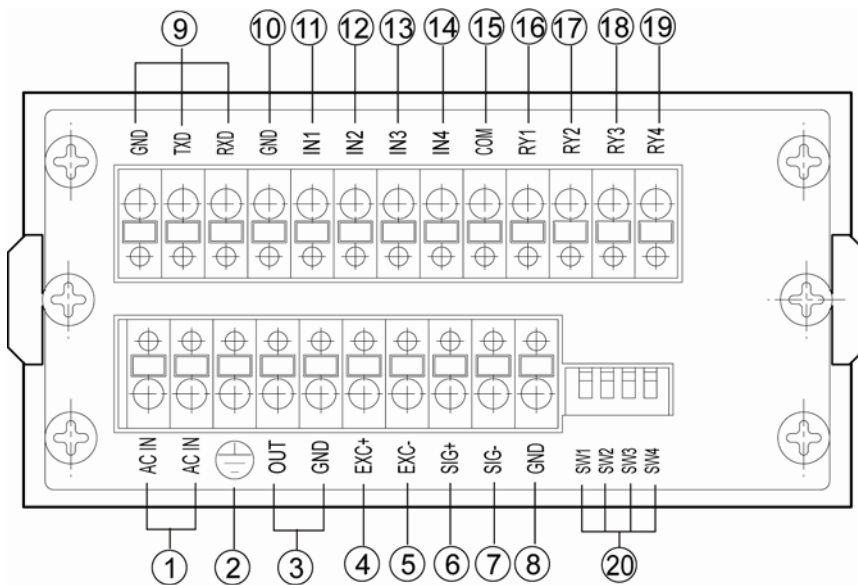 ⑨ ⑩ ⑪ ⑫ ⑬ ⑭ ⑮ ⑯ ⑰ ⑱ ⑲
GND TXD RXD GND IN1 IN2 IN3 IN4 COM RY1 RY2 RY3 RY4
AC IN AC IN OUT GND EXC+ EXC- SIG+ SIG- GND SW1 SW2 SW3 SW4
① ② ③ ④ ⑤ ⑥ ⑦ ⑧ ⑳